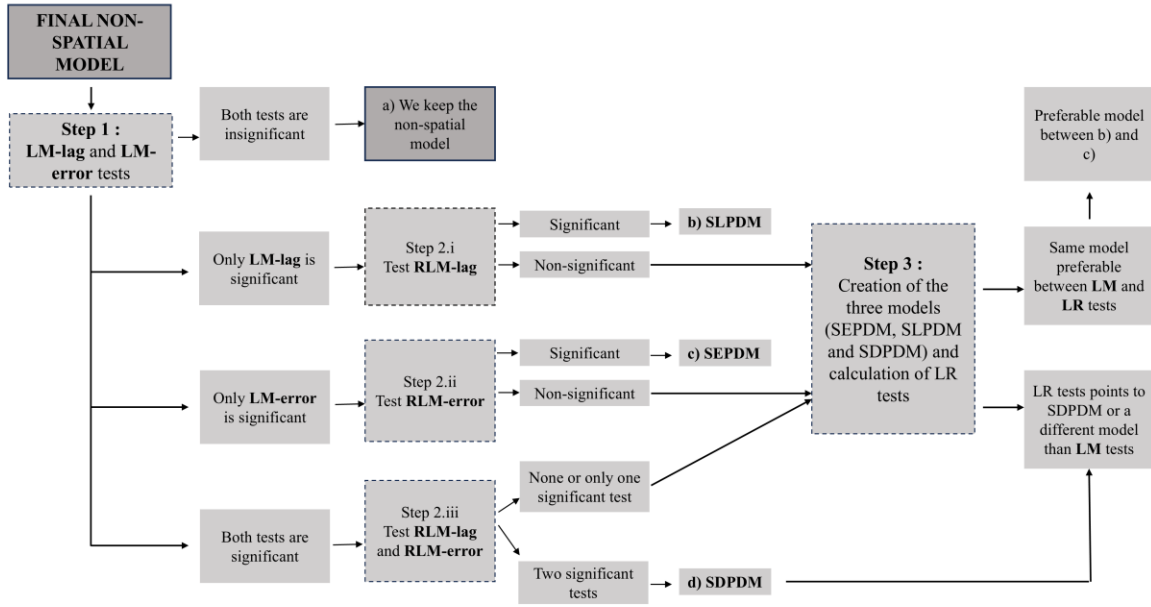 FINAL NON-
SPATIAL
MODEL
Step 1 :
LM-lag and LM-
error tests
Both tests are
insignificant
a) We keep the
non-spatial
model
Only LM-lag is
significant
Step 2.i
Test RLM-lag
Significant
b) SLPDM
Non-significant
Only LM-error
is significant
Step 2.ii
Test RLM-error
Significant
c) SEPDM
Non-significant
Both tests are
significant
Step 2.iii
Test RLM-lag
and RLM-error
None or only one
significant test
Two significant
tests
d) SDPDM
Step 3 :
Creation of the
three models
(SEPDM, SLPDM
and SDPDM) and
calculation of LR
tests
Preferable model
between b) and
c)
Same model
preferable
between LM and
LR tests
LR tests points to
SDPDM or a
different model
than LM tests